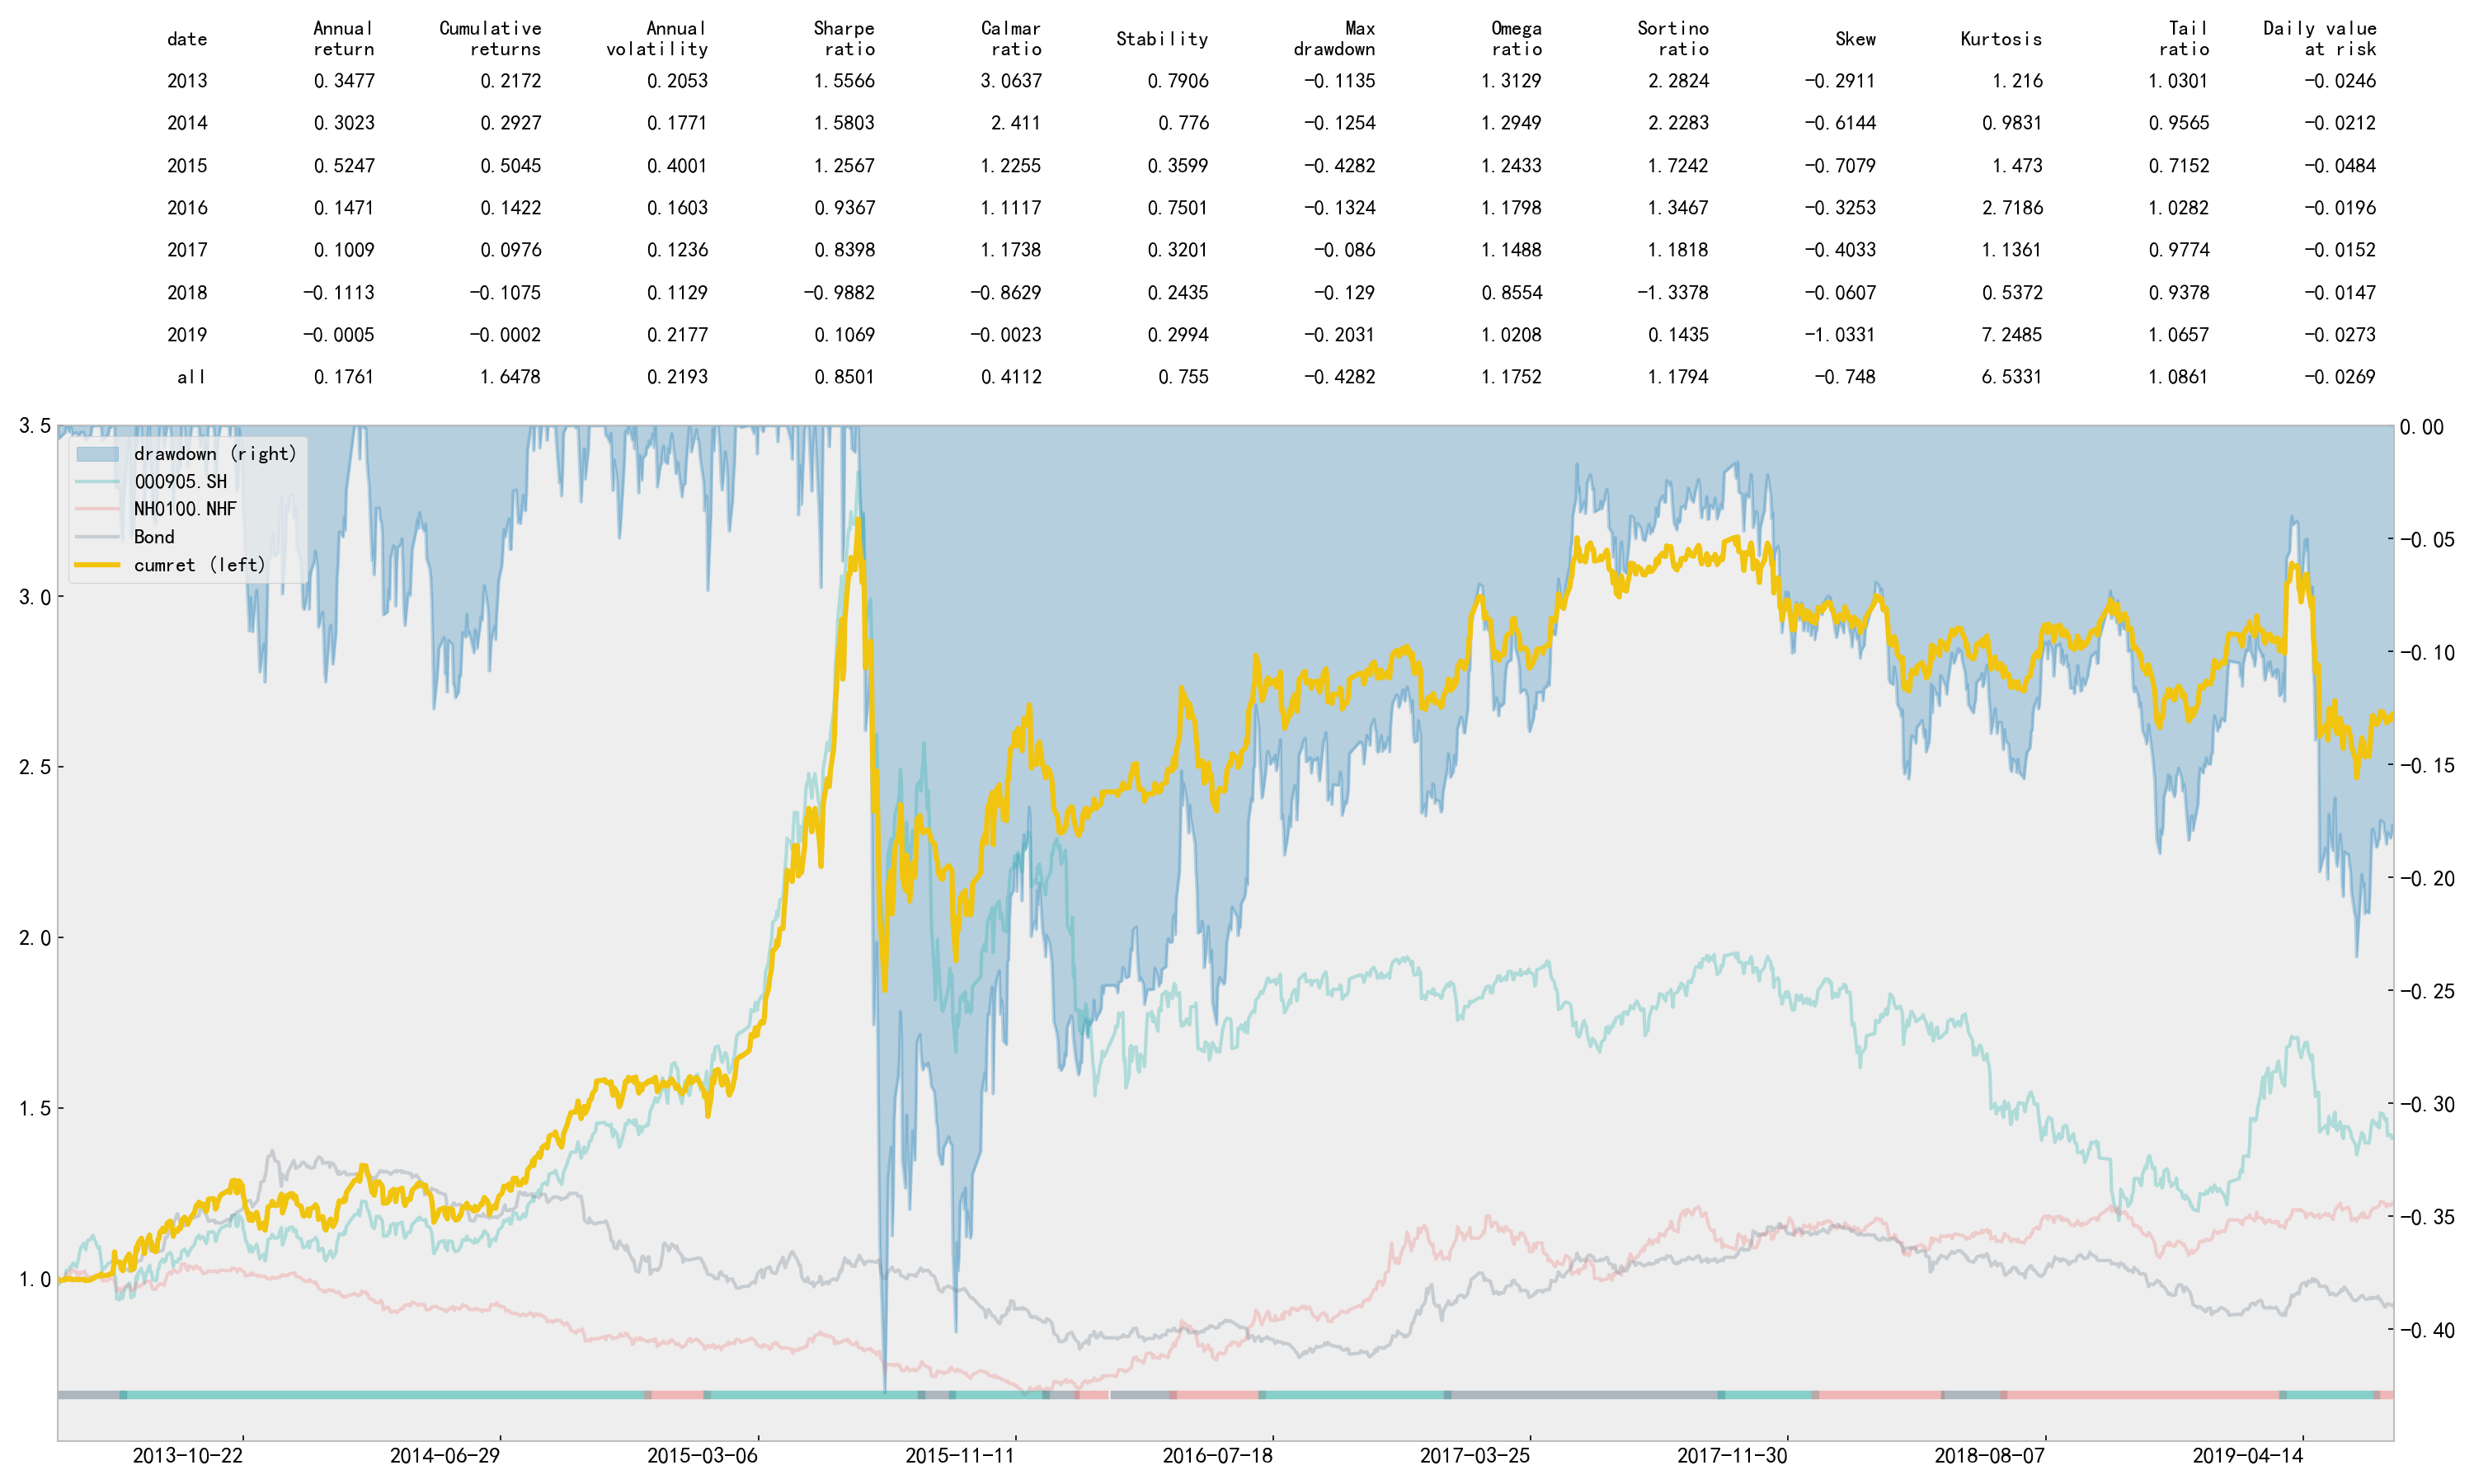 date Annual return Cumulative returns Annual volatility Sharpe ratio Calmar ratio Stability Max drawdown Omega ratio Sortino ratio Skew Kurtosis Tail ratio Daily value at risk
2013 0.3477 0.2172 0.2053 1.5566 3.0637 0.7906 -0.1135 1.3129 2.2824 -0.2911 1.216 1.0301 -0.0246
2014 0.3023 0.2927 0.1771 1.5803 2.411 0.776 -0.1254 1.2949 2.2283 -0.6144 0.9831 0.9565 -0.0212
2015 0.5247 0.5045 0.4001 1.2567 1.2255 0.3599 -0.4282 1.2433 1.7242 -0.7079 1.473 0.7152 -0.0484
2016 0.1471 0.1422 0.1603 0.9367 1.1117 0.7501 -0.1324 1.1798 1.3467 -0.3253 2.7186 1.0282 -0.0196
2017 0.1009 0.0976 0.1236 0.8398 1.1738 0.3201 -0.086 1.1488 1.1818 -0.4033 1.1361 0.9774 -0.0152
2018 -0.1113 -0.1075 0.1129 -0.9882 -0.8629 0.2435 -0.129 0.8554 -1.3378 -0.0607 0.5372 0.9378 -0.0147
2019 -0.0005 -0.0002 0.2177 0.1069 -0.0023 0.2994 -0.2031 1.0208 0.1435 -1.0331 7.2485 1.0657 -0.0273
all 0.1761 1.6478 0.2193 0.8501 0.4112 0.755 -0.4282 1.1752 1.1794 -0.748 6.5331 1.0861 -0.0269
3.5
3.0
2.5
2.0
1.5
1.0
drawdown (right)
000905.SH
NH0100.NHF
Bond
cumret (left)
0.00
-0.05
-0.10
-0.15
-0.20
-0.25
-0.30
-0.35
-0.40
2013-10-22 2014-06-29 2015-03-06 2015-11-11 2016-07-18 2017-03-25 2017-11-30 2018-08-07 2019-04-14